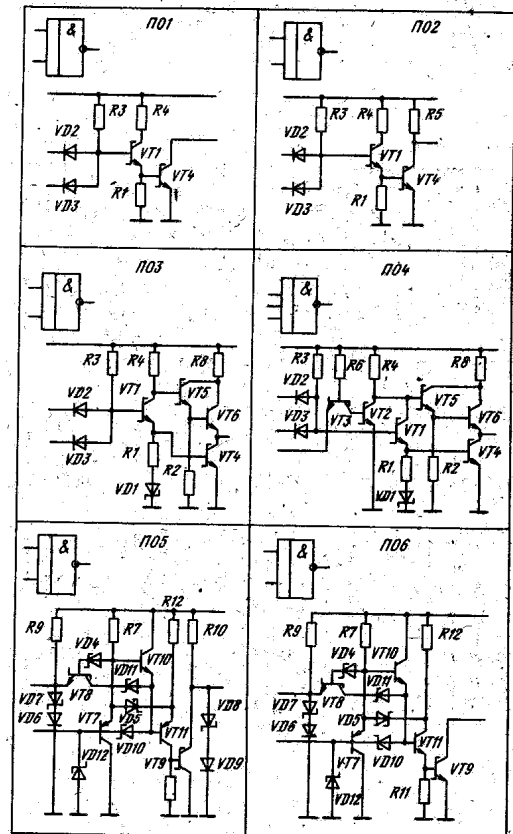 П01
&
R3
R4
VD2
VT1
VD3
R1
VT4
П02
&
R3
R4
R5
VD2
VT1
VD3
R1
VT4
П03
&
R3
R4
R8
VT1
VD2
VT5
VT6
VD3
R1
R2
VT4
VD1
П04
&
R3
R6
R4
R8
VD2
VT5
VD3
VT3
VT2
VT6
VT1
VT4
R1
R2
VD1
П05
&
R12
R9
R7
R10
VD4
VT10
VD11
VD7
VT8
VD8
VD6
VD5
VT7
VT11
VD10
VD12
VT9
VD9
П06
&
R9
R7
R12
VT10
VD4
VD11
VD7
VT8
VD6
VD5
VT11
VD10
VT7
VT9
VD12
R11